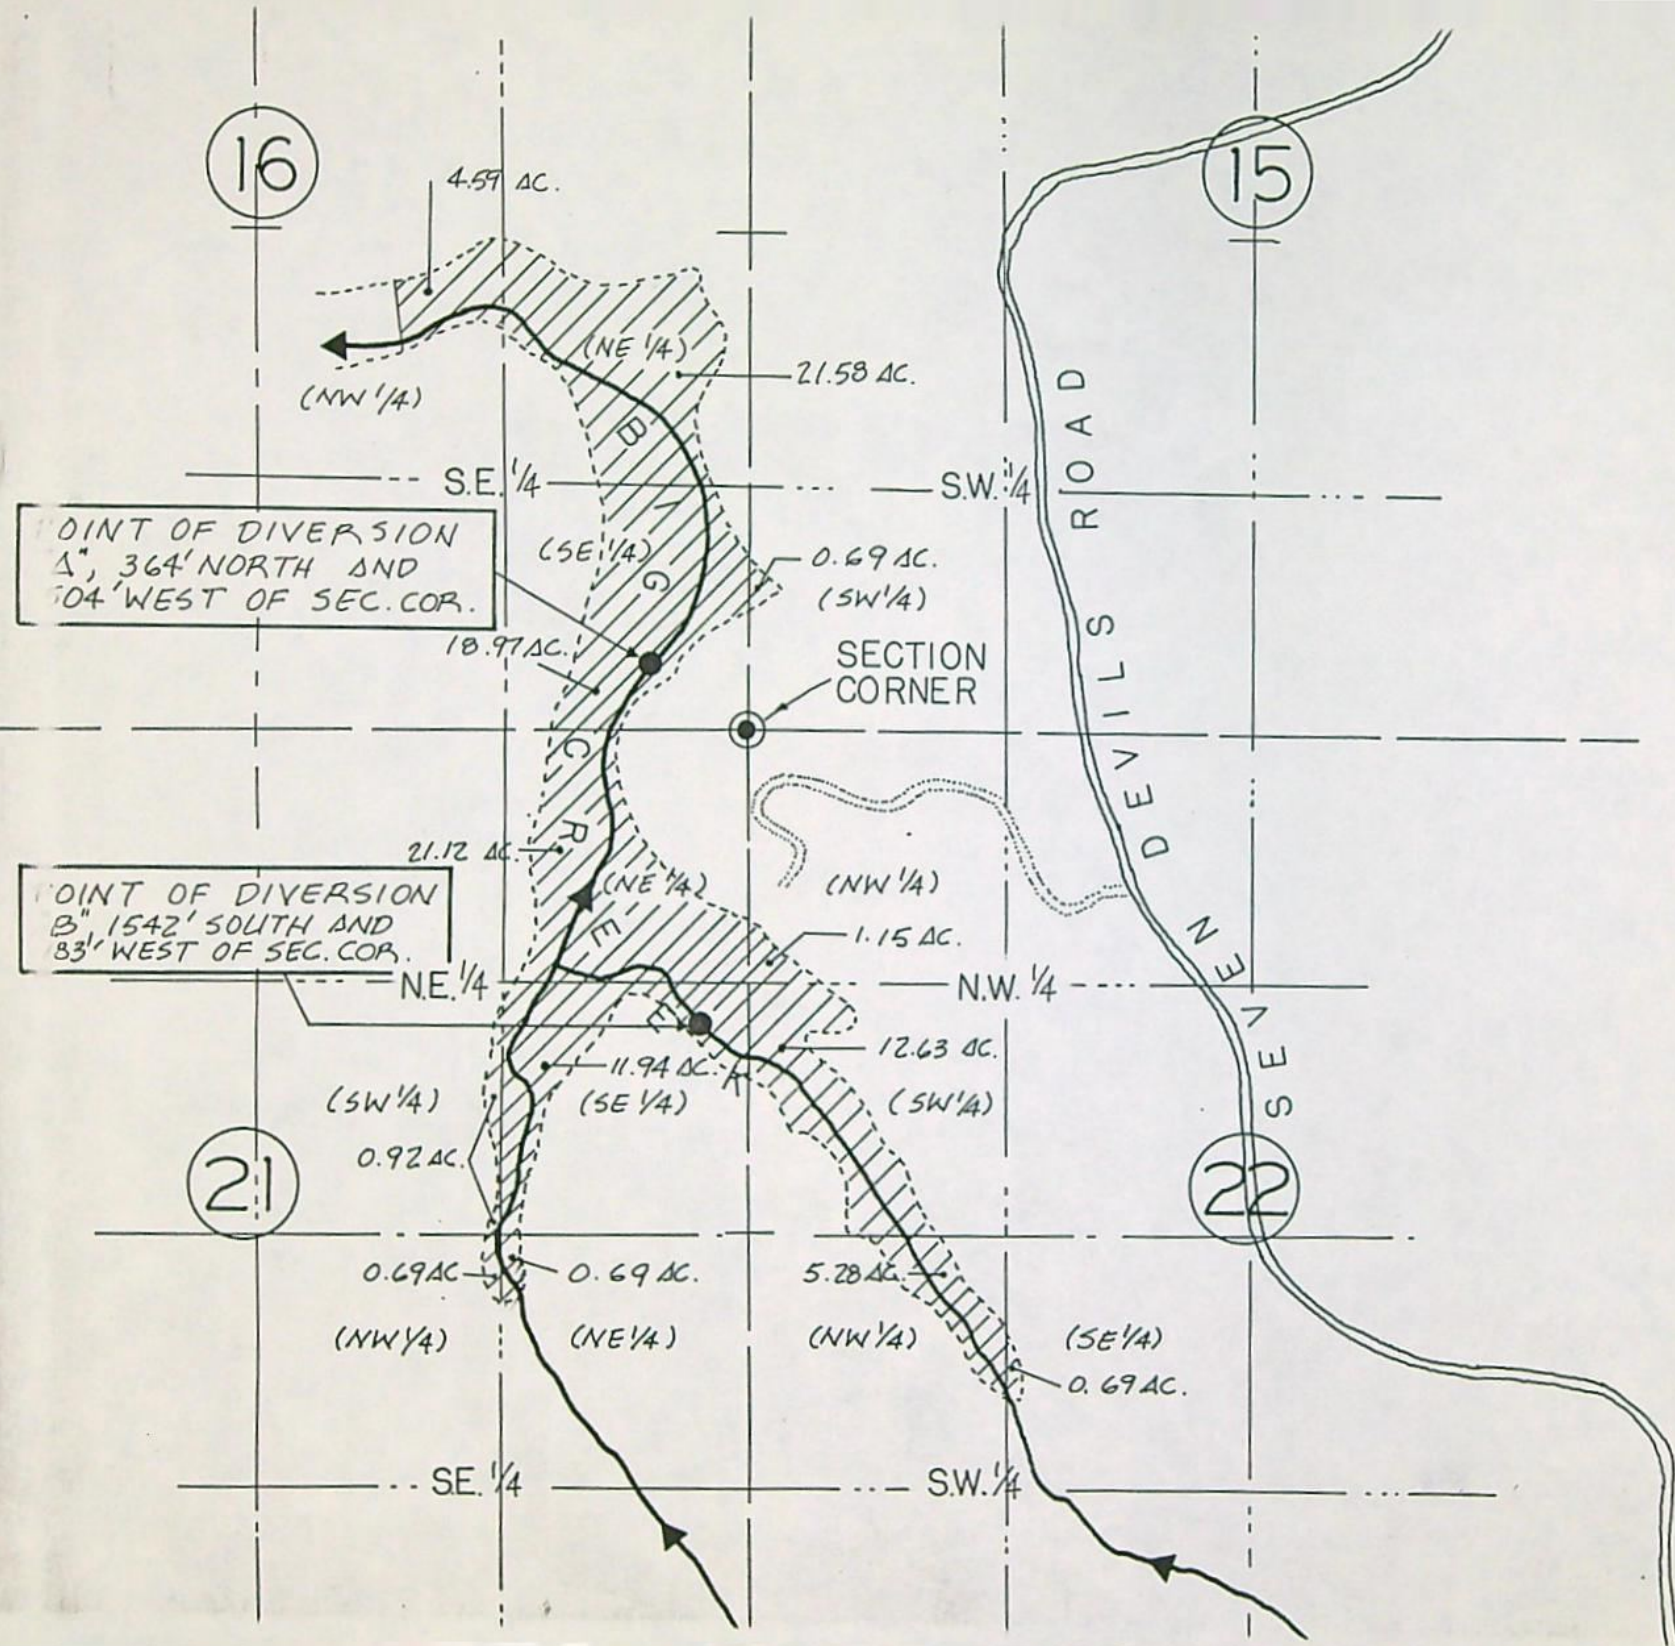 16
15
4.59 AC.
(NE 1/4)
21.58 AC.
(NW 1/4)
S.E. 1/4
S.W. 1/4
OINT OF DIVERSION
A", 364' NORTH AND
04' WEST OF SEC. COR.
(SE 1/4)
0.69 AC.
(SW 1/4)
18.97 AC.
SECTION
CORNER
21.12 AC.
(NE 1/4)
(NW 1/4)
OINT OF DIVERSION
B", 1542' SOUTH AND
83' WEST OF SEC. COR.
1.15 AC.
N.E. 1/4
N.W. 1/4
12.63 AC.
11.94 AC.
(SW 1/4)
(SE 1/4)
(SW 1/4)
0.92 AC.
21
22
0.69 AC
0.69 AC.
5.28 AC.
(NW 1/4)
(NE 1/4)
(NW 1/4)
(SE 1/4)
0.69 AC.
S.E. 1/4
S.W. 1/4
BIG CREEK
SEVEN DEVILS ROAD